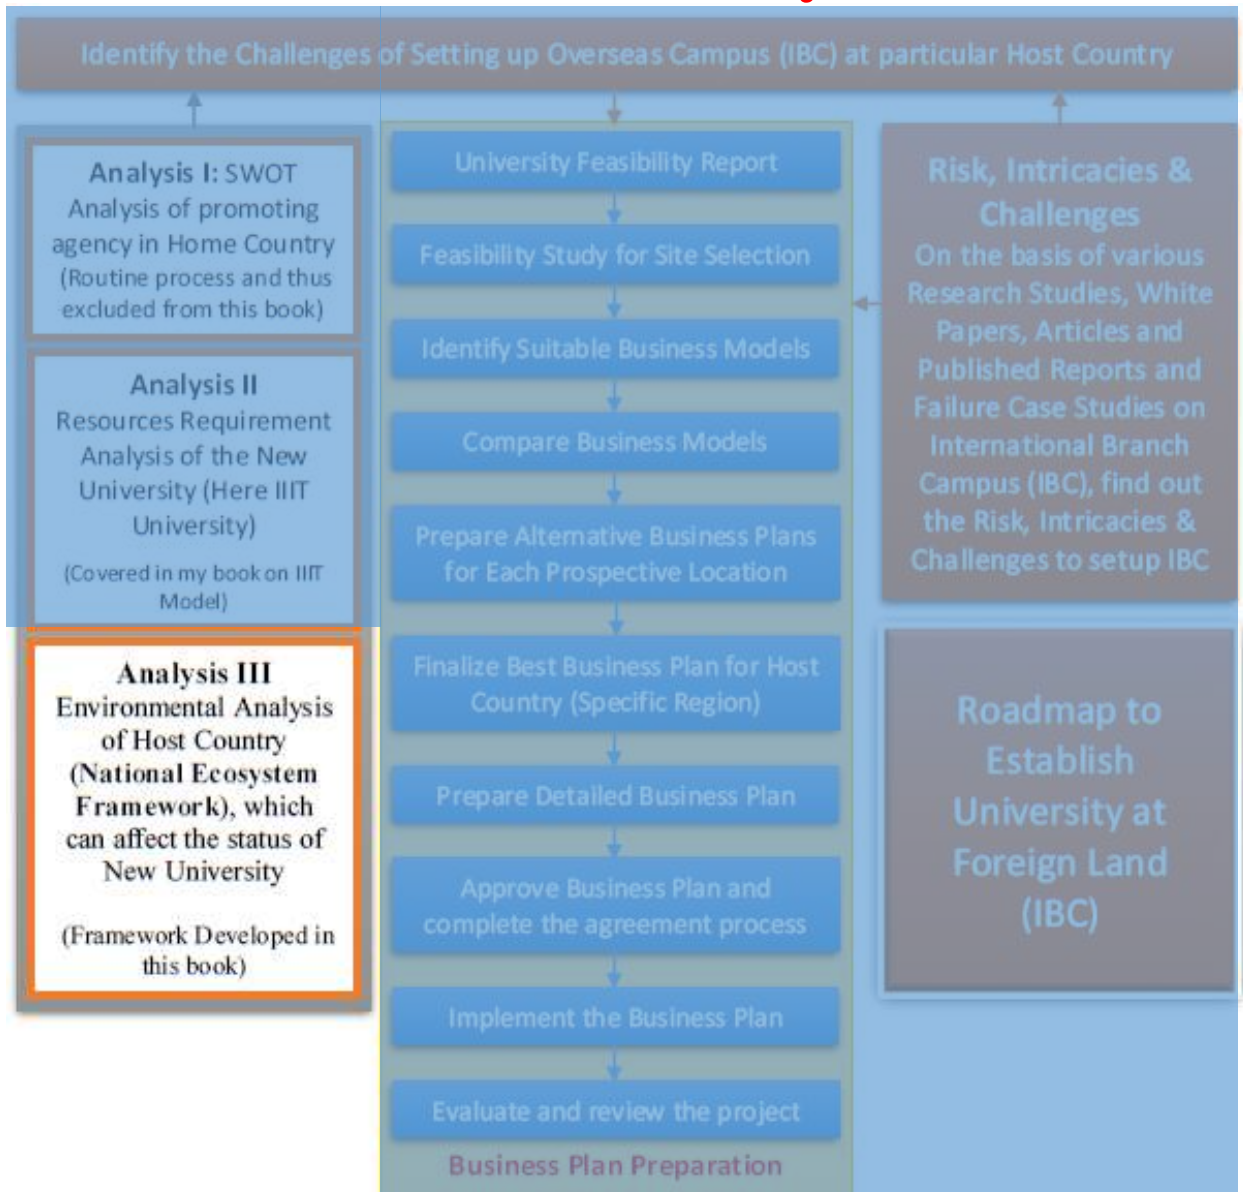 Identify the Challenges of Setting up Overseas Campus (IBC) at particular Host Country
Analysis I: SWOT
Analysis of promoting
agency in Home Country
(Routine process and thus
excluded from this book)
Analysis II
Resources Requirement
Analysis of the New
University (Here IIIT
University)
(Covered in my book on IIIT
Model)
Analysis III
Environmental Analysis
of Host Country
(National Ecosystem
Framework), which
can affect the status of
New University
(Framework Developed in
this book)
University Feasibility Report
Feasibility Study for Site Selection
Identify Suitable Business Models
Compare Business Models
Prepare Alternative Business Plans
for Each Prospective Location
Finalize Best Business Plan for Host
Country (Specific Region)
Prepare Detailed Business Plan
Approve Business Plan and
complete the agreement process
Implement the Business Plan
Evaluate and review the project
Business Plan Preparation
Risk, Intricacies &
Challenges
On the basis of various
Research Studies, White
Papers, Articles and
Published Reports and
Failure Case Studies on
International Branch
Campus (IBC), find out
the Risk, Intricacies &
Challenges to setup IBC
Roadmap to
Establish
University at
Foreign Land
(IBC)